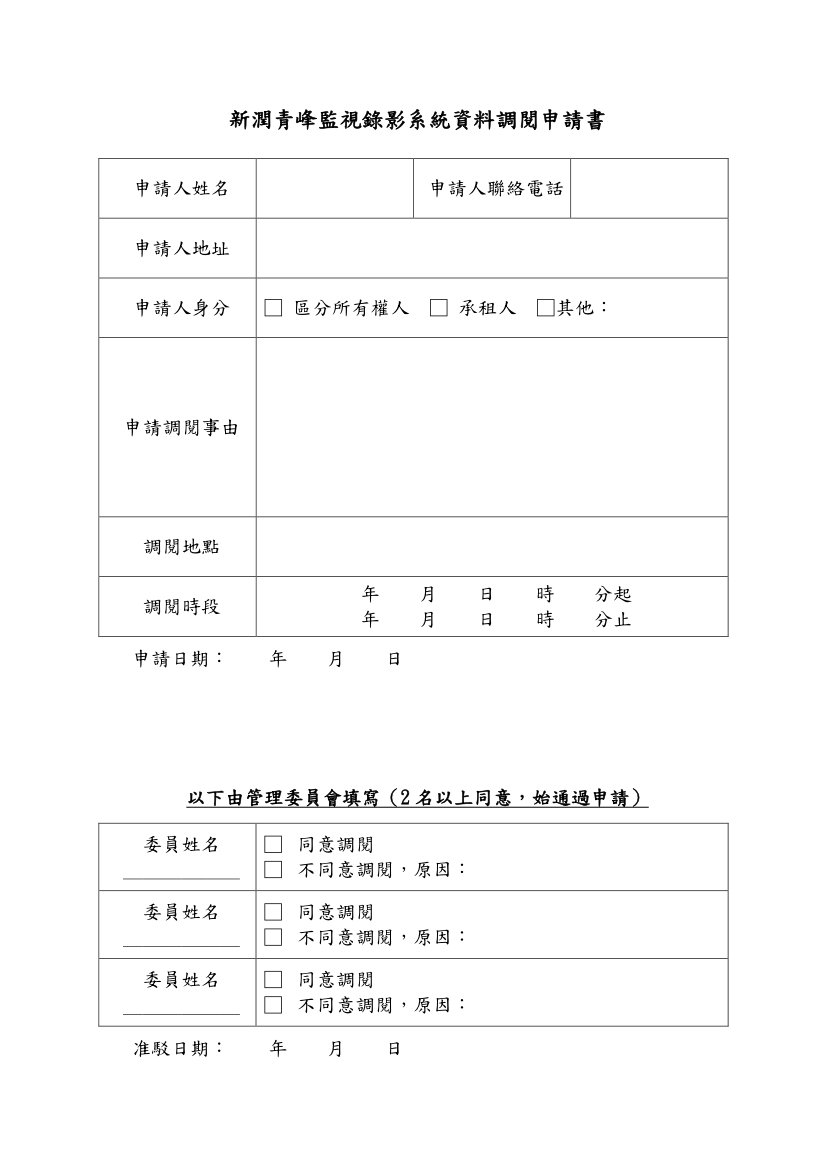 新潤青峰監視錄影系統資料調閱申請書
申請人姓名 申請人聯絡電話
申請人地址
申請人身分 □ 區分所有權人 □ 承租人 □其他：
申請調閱事由
調閱地點
調閱時段
年 月 日 時 分起
年 月 日 時 分止
申請日期： 年 月 日
以下由管理委員會填寫（2 名以上同意，始通過申請）
委員姓名
□ 同意調閱
□ 不同意調閱，原因：
委員姓名
□ 同意調閱
□ 不同意調閱，原因：
委員姓名
□ 同意調閱
□ 不同意調閱，原因：
准駁日期： 年 月 日